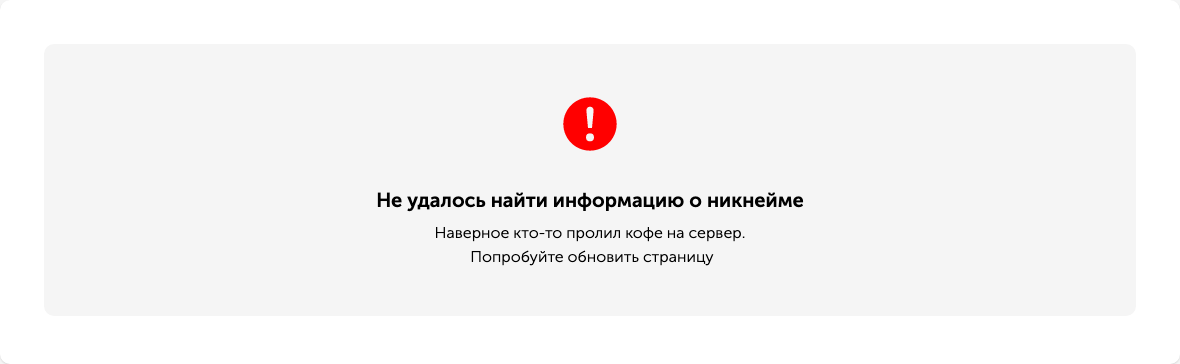 Не удалось найти информацию о никнейме
Наверное кто-то пролил кофе на сервер.
Попробуйте обновить страницу